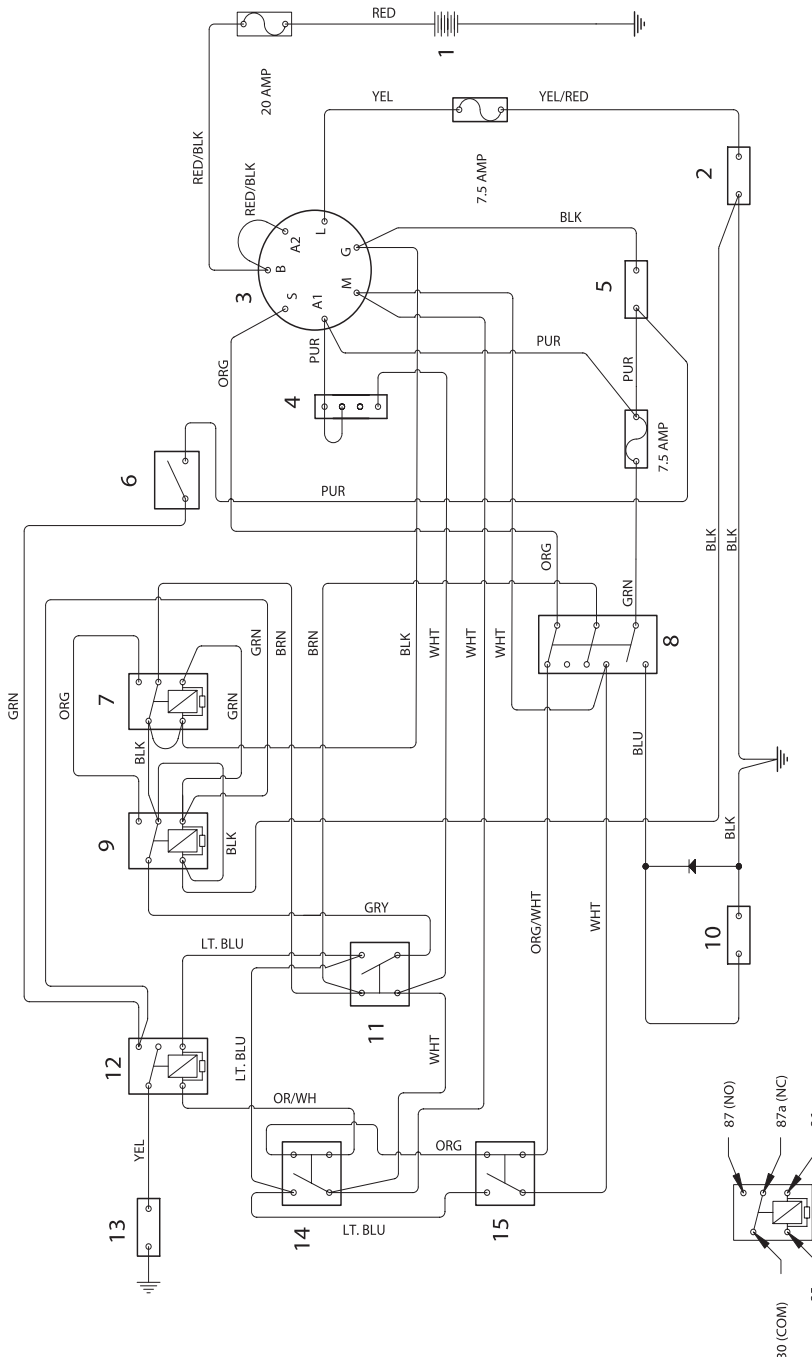 RED
1
20 AMP
RED/BLK
RED/BLK
YEL
YEL/RED
7.5 AMP
2
3
B
A2
L
S
A1
M
G
BLK
5
ORG
PUR
PUR
PUR
4
7.5 AMP
6
PUR
GRN
ORG
BLK
7
GRN
GRN
BRN
BRN
BLK
WHT
WHT
WHT
ORG
GRN
8
BLK
BLK
9
BLK
BLU
BLK
GRY
LT. BLU
11
ORG/WHT
WHT
10
12
LT. BLU
WHT
OR/WH
YEL
ORG
13
14
15
LT. BLU
87 (NO)
87a (NC)
30 (COM)